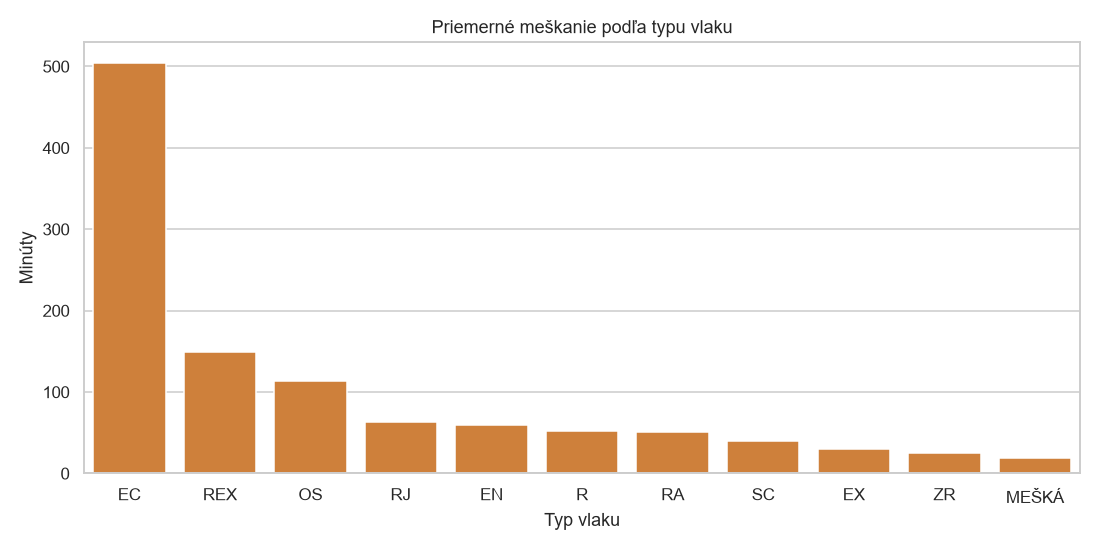 Priemerné meškanie podľa typu vlaku
Minúty
500
400
300
200
100
0
EC REX OS RJ EN R RA SC EX ZR MEŠKÁ
Typ vlaku